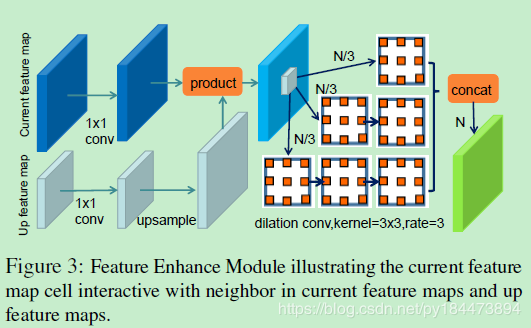 Current feature map
1x1
conv
product
N/3
N/3
N/3
concat
N
Up feature map
1x1
conv
upsample
dilation conv,kernel=3x3,rate=3
Figure 3: Feature Enhance Module illustrating the current feature
map cell interactive with neighbor in current feature maps and up
feature maps.
https://blog.csdn.net/py184473894